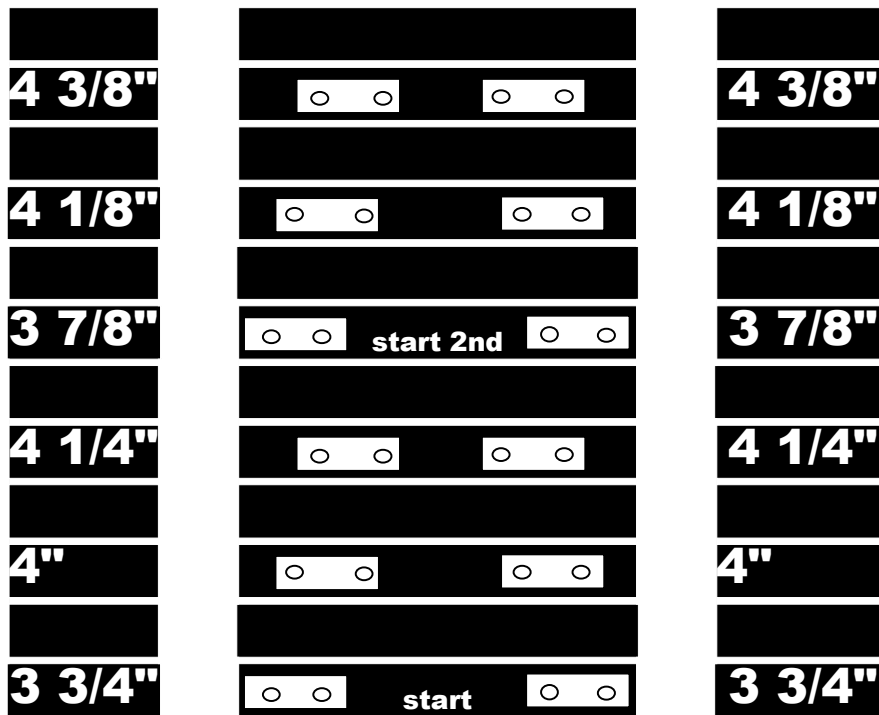 4 3/8" 4 3/8"
4 1/8" 4 1/8"
3 7/8" start 2nd 3 7/8"
4 1/4" 4 1/4"
4" 4"
3 3/4" start 3 3/4"